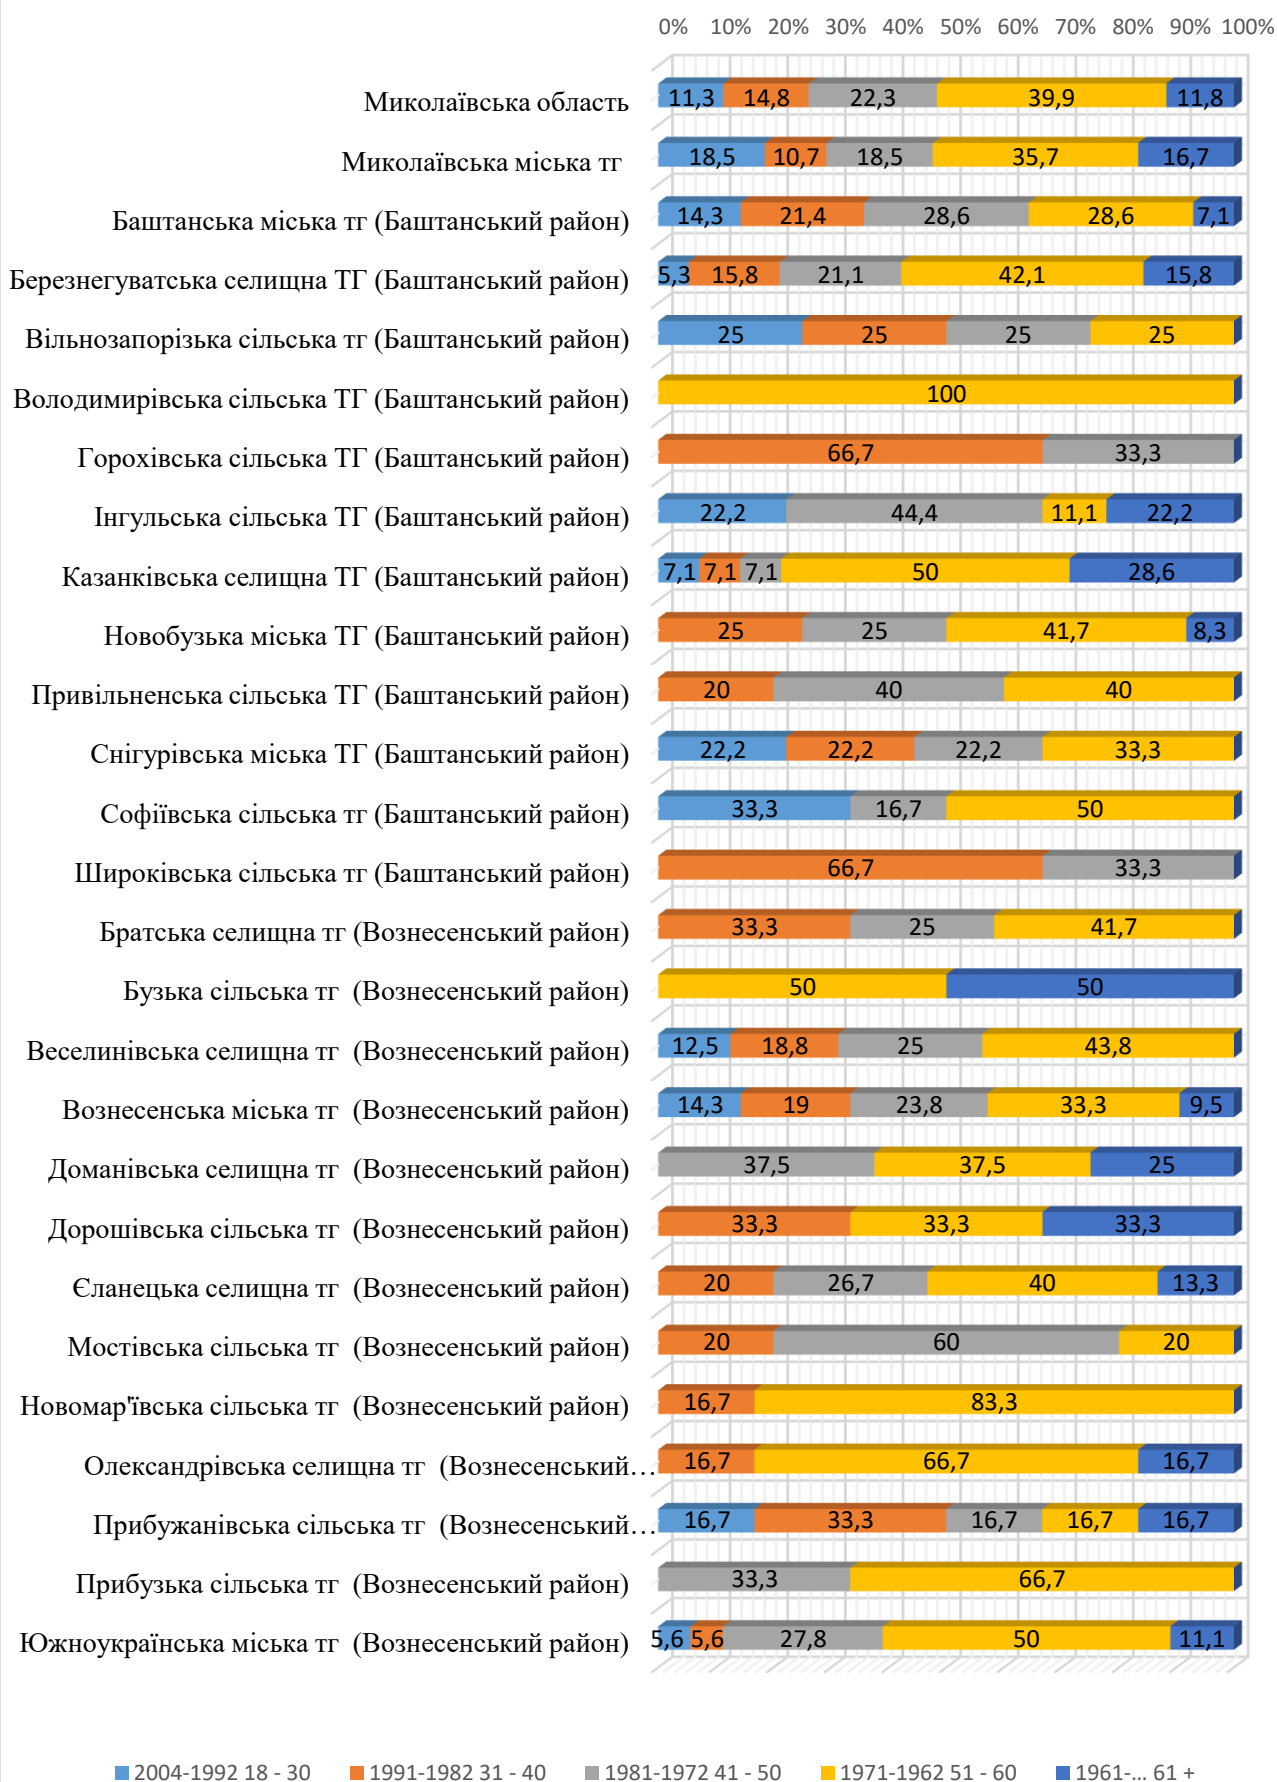 0% 10% 20% 30% 40% 50% 60% 70% 80% 90% 100%
Миколаївська область 11,3 14,8 22,3 39,9 11,8
Миколаївська міська тг 18,5 10,7 18,5 35,7 16,7
Баштанська міська тг (Баштанський район) 14,3 21,4 28,6 28,6 7,1
Березнегуватська селищна ТГ (Баштанський район) 5,3 15,8 21,1 42,1 15,8
Вільнозапорізька сільська тг (Баштанський район) 25 25 25 25
Володимирівська сільська ТГ (Баштанський район) 100
Горохівська сільська ТГ (Баштанський район) 66,7 33,3
Інгульська сільська ТГ (Баштанський район) 22,2 44,4 11,1 22,2
Казанківська селищна ТГ (Баштанський район) 7,1 7,1 7,1 50 28,6
Новобузька міська ТГ (Баштанський район) 25 25 41,7 8,3
Привільненська сільська ТГ (Баштанський район) 20 40 40
Снігурівська міська ТГ (Баштанський район) 22,2 22,2 22,2 33,3
Софіївська сільська тг (Баштанський район) 33,3 16,7 50
Широківська сільська тг (Баштанський район) 66,7 33,3
Братська селищна тг (Вознесенський район) 33,3 25 41,7
Бузька сільська тг (Вознесенський район) 50 50
Веселинівська селищна тг (Вознесенський район) 12,5 18,8 25 43,8
Вознесенська міська тг (Вознесенський район) 14,3 19 23,8 33,3 9,5
Доманівська селищна тг (Вознесенський район) 37,5 37,5 25
Дорошівська сільська тг (Вознесенський район) 33,3 33,3 33,3
Єланецька селищна тг (Вознесенський район) 20 26,7 40 13,3
Мостівська сільська тг (Вознесенський район) 20 60 20
Новомар'ївська сільська тг (Вознесенський район) 16,7 83,3
Олександрівська селищна тг (Вознесенський… 16,7 66,7 16,7
Прибужанівська сільська тг (Вознесенський… 16,7 33,3 16,7 16,7 16,7
Прибузька сільська тг (Вознесенський район) 33,3 66,7
Южноукраїнська міська тг (Вознесенський район) 5,6 5,6 27,8 50 11,1
2004-1992 18 - 30 1991-1982 31 - 40 1981-1972 41 - 50 1971-1962 51 - 60 1961-... 61 +